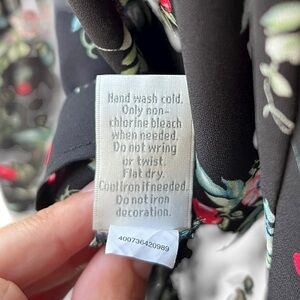 Hand wash cold.
Only non-
chlorine bleach
when needed.
Do not wring
or twist.
Flat dry.
Cool iron if needed.
Do not iron
decoration.
400736420989